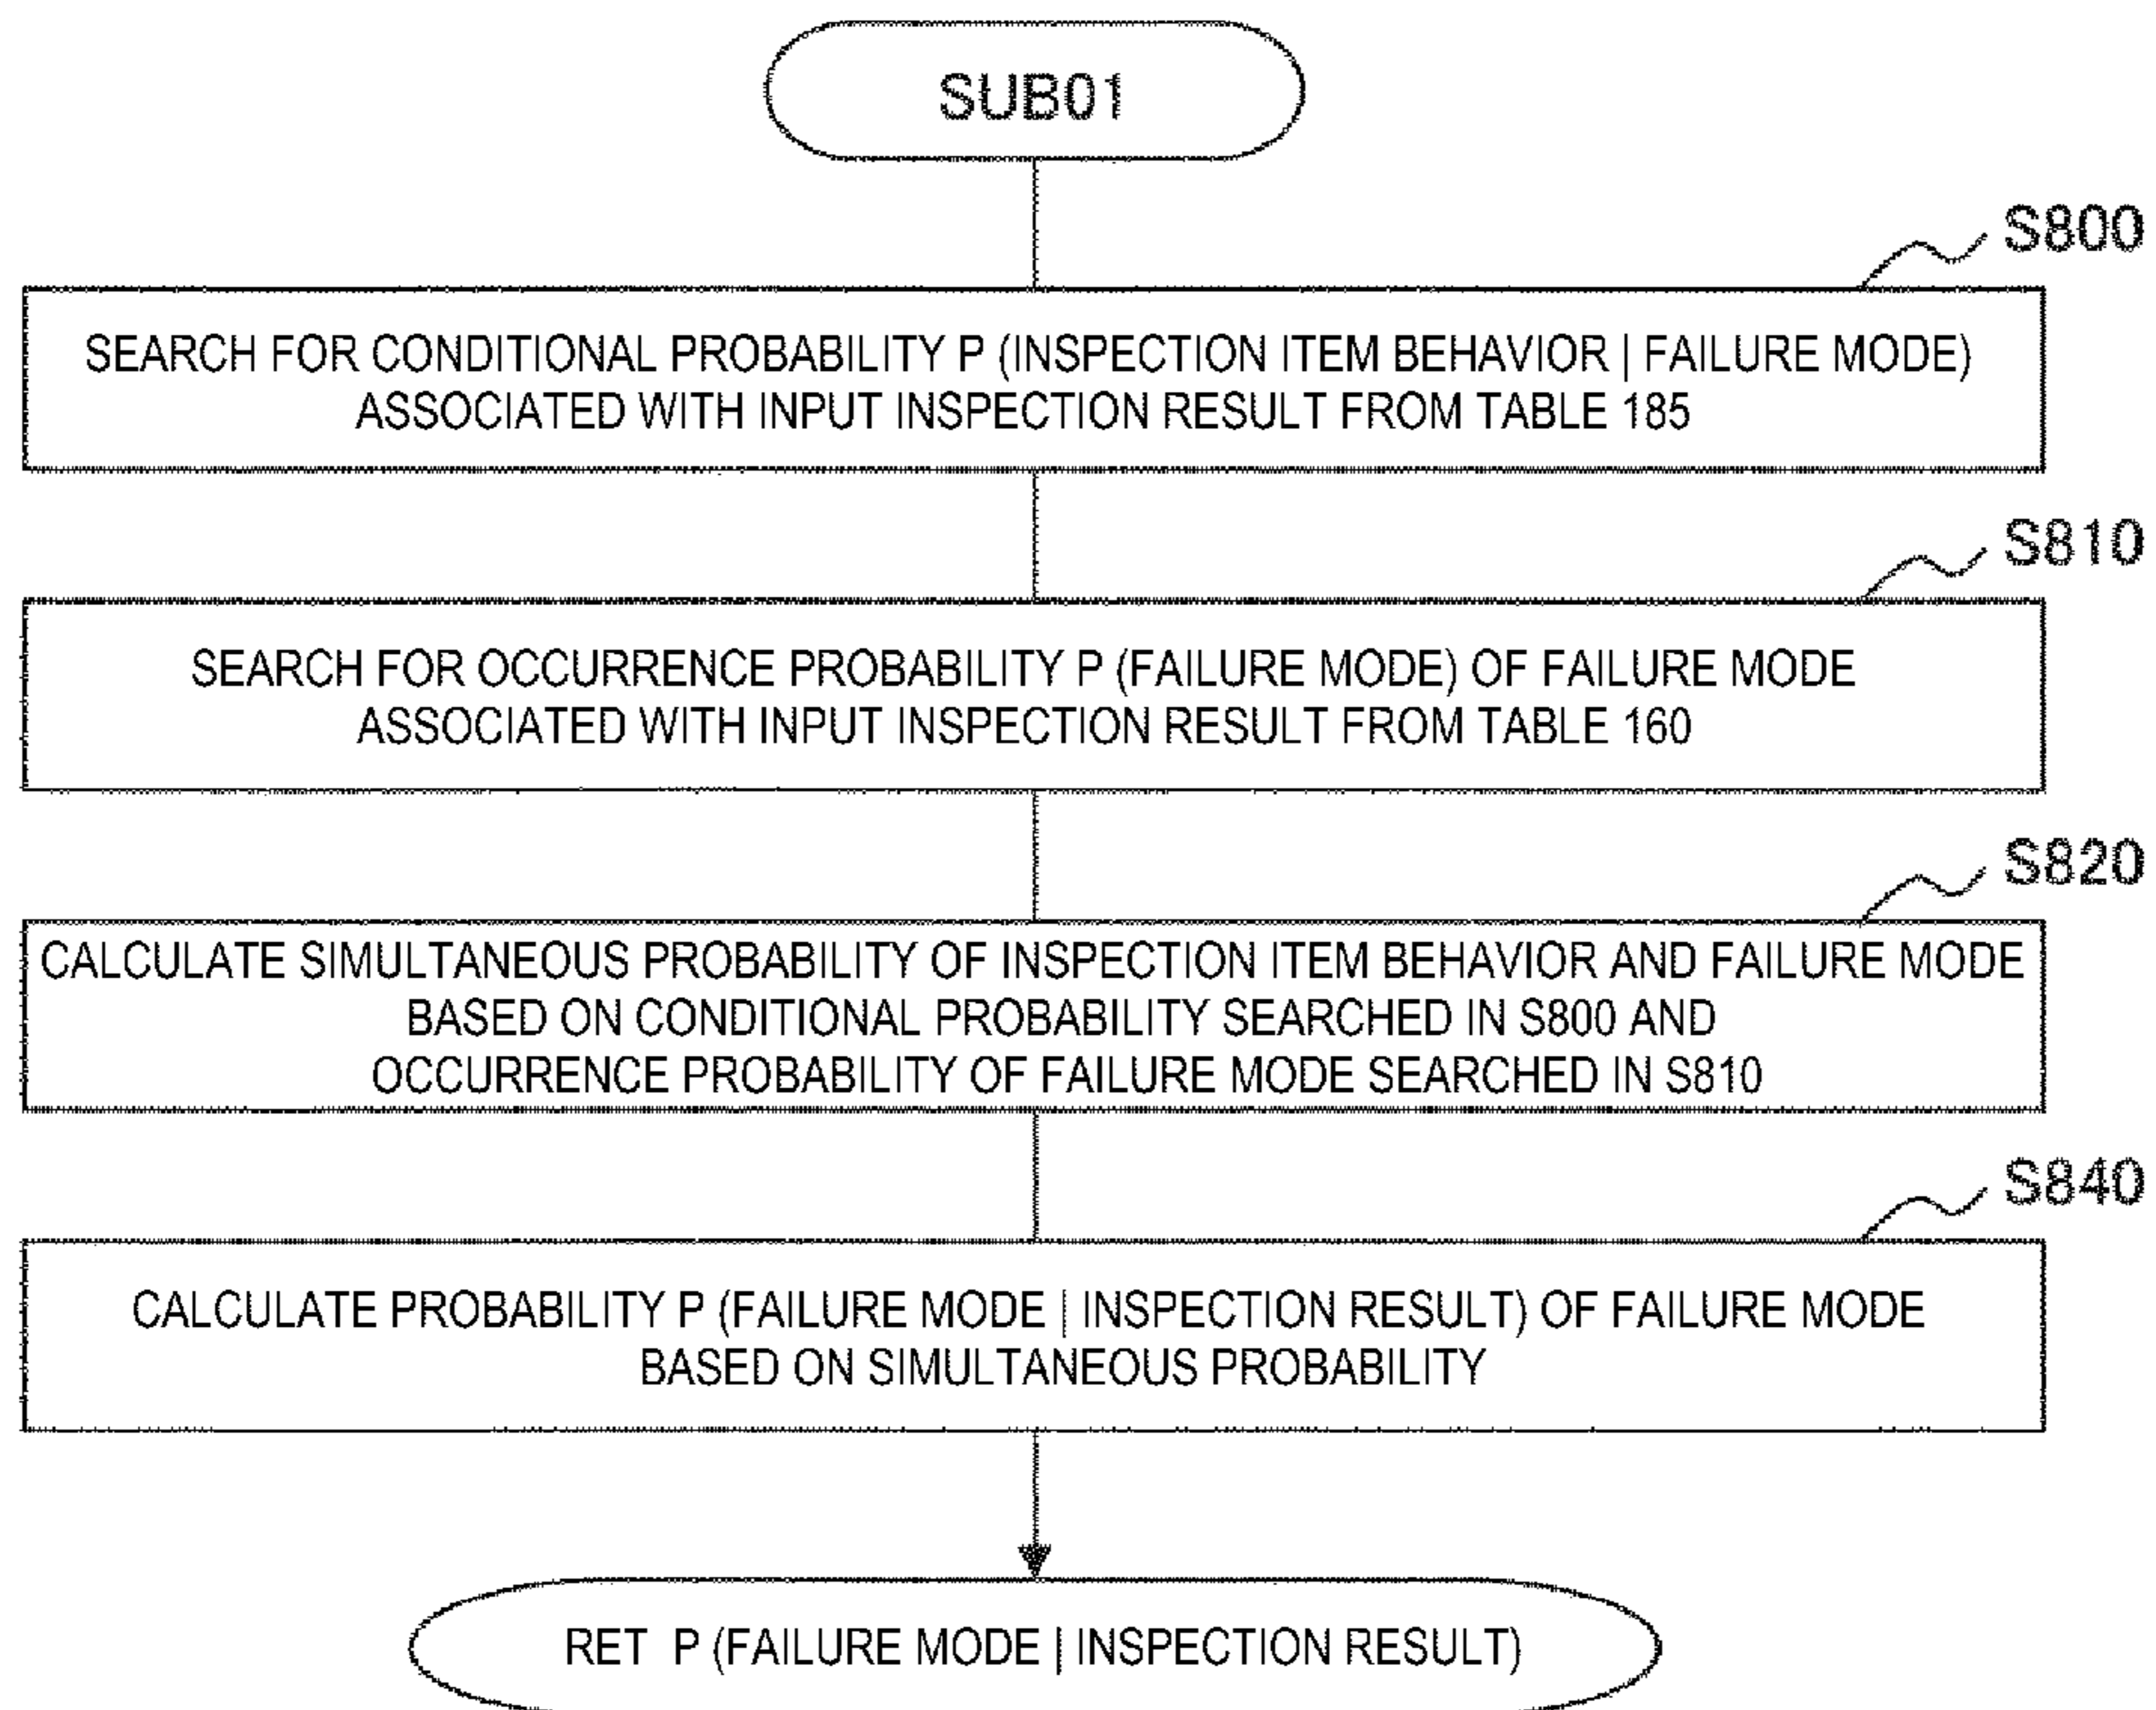 SUB01
S800
SEARCH FOR CONDITIONAL PROBABILITY P (INSPECTION ITEM BEHAVIOR | FAILURE MODE)
ASSOCIATED WITH INPUT INSPECTION RESULT FROM TABLE 185
S810
SEARCH FOR OCCURRENCE PROBABILITY P (FAILURE MODE) OF FAILURE MODE
ASSOCIATED WITH INPUT INSPECTION RESULT FROM TABLE 160
S820
CALCULATE SIMULTANEOUS PROBABILITY OF INSPECTION ITEM BEHAVIOR AND FAILURE MODE
BASED ON CONDITIONAL PROBABILITY SEARCHED IN S800 AND
OCCURRENCE PROBABILITY OF FAILURE MODE SEARCHED IN S810
S840
CALCULATE PROBABILITY P (FAILURE MODE | INSPECTION RESULT) OF FAILURE MODE
BASED ON SIMULTANEOUS PROBABILITY
RET P (FAILURE MODE | INSPECTION RESULT)